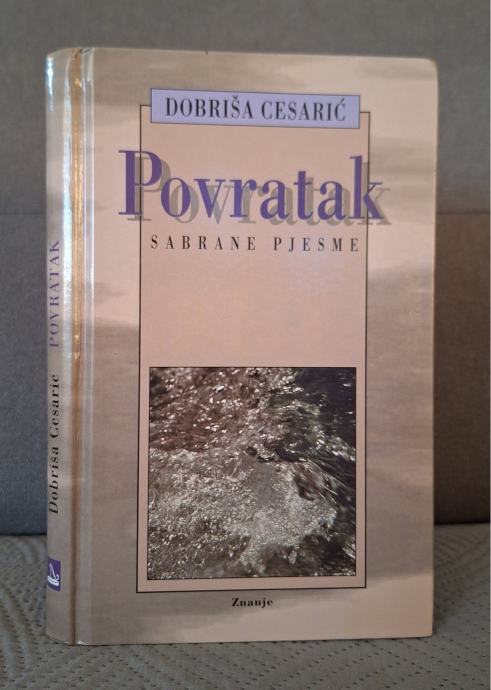 DOBRIŠA CESARIĆ
Povratak
SABRANE PJESME
Znanje
Dobriša Cesarić POVRATAK